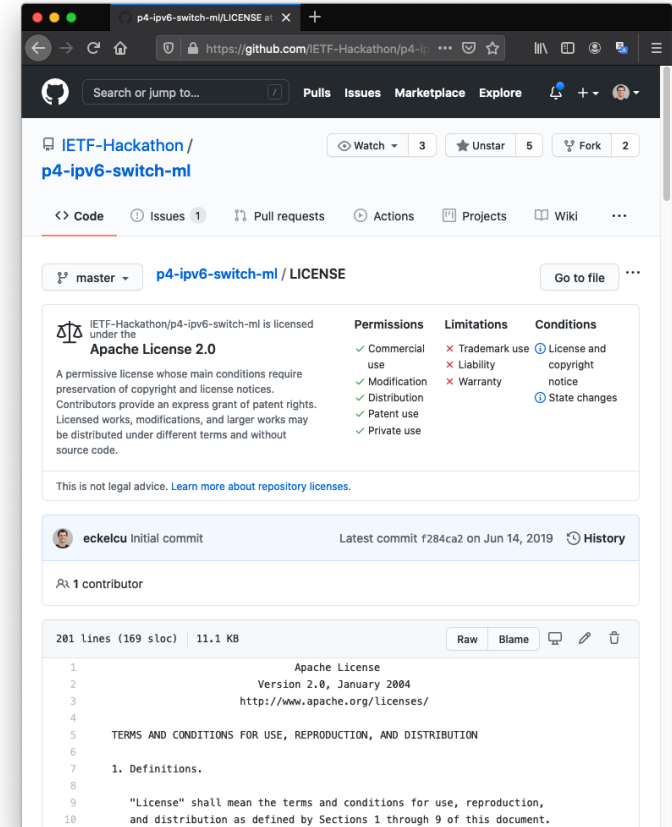 p4-ipv6-switch-ml/LICENSE at
https://github.com/IETF-Hackathon/p4-ip
Search or jump to... /
Pulls Issues Marketplace Explore
IETF-Hackathon /
p4-ipv6-switch-ml
Watch 3 Unstar 5 Fork 2
Code Issues 1 Pull requests Actions Projects Wiki ...
master p4-ipv6-switch-ml / LICENSE Go to file ...
IETF-Hackathon/p4-ipv6-switch-ml is licensed
under the
Apache License 2.0
A permissive license whose main conditions require
preservation of copyright and license notices.
Contributors provide an express grant of patent rights.
Licensed works, modifications, and larger works may
be distributed under different terms and without
source code.
Permissions
Commercial
use
Modification
Distribution
Patent use
Private use
Limitations
Trademark use
Liability
Warranty
Conditions
License and
copyright
notice
State changes
This is not legal advice. Learn more about repository licenses.
eckelcu Initial commit Latest commit f284ca2 on Jun 14, 2019 History
1 contributor
201 lines (169 sloc) 11.1 KB Raw Blame
1 Apache License
2 Version 2.0, January 2004
3 http://www.apache.org/licenses/
4
5 TERMS AND CONDITIONS FOR USE, REPRODUCTION, AND DISTRIBUTION
6
7 1. Definitions.
8
9 "License" shall mean the terms and conditions for use, reproduction,
10 and distribution as defined by Sections 1 through 9 of this document.